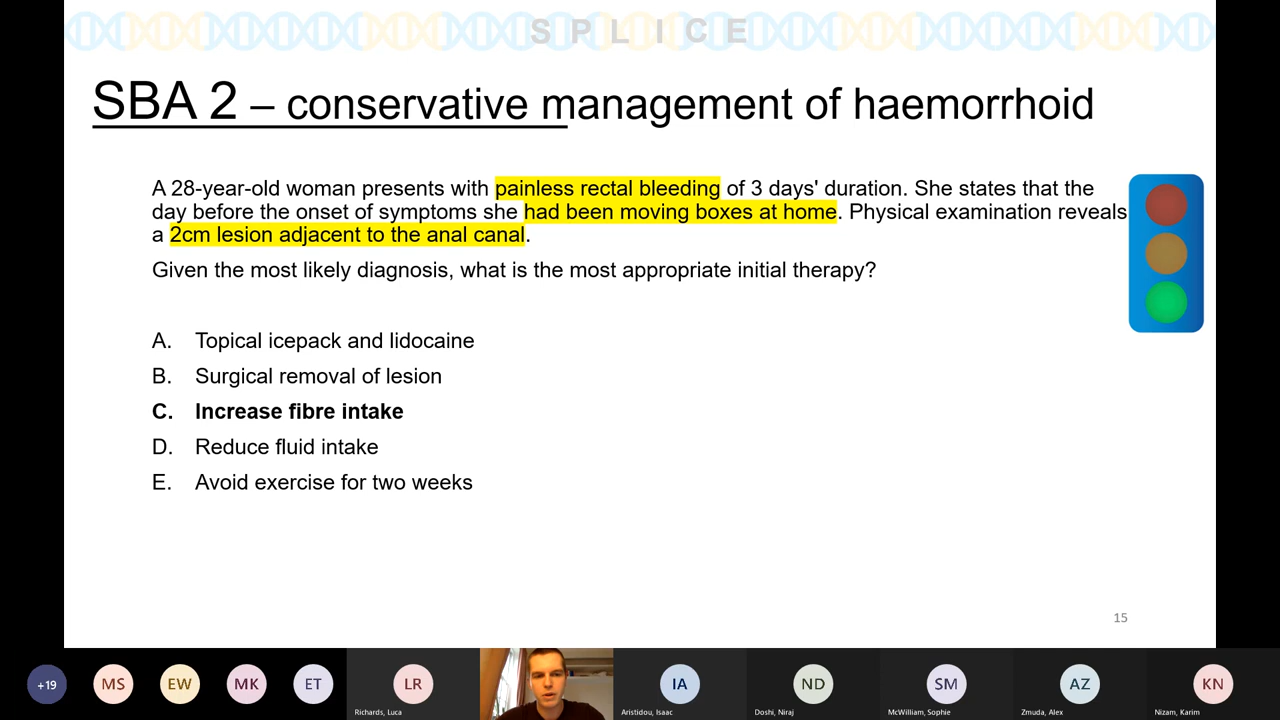 SPLICE
SBA 2 – conservative management of haemorrhoid
A 28-year-old woman presents with painless rectal bleeding of 3 days' duration. She states that the
day before the onset of symptoms she had been moving boxes at home. Physical examination reveals
a 2cm lesion adjacent to the anal canal.
Given the most likely diagnosis, what is the most appropriate initial therapy?
A. Topical icepack and lidocaine
B. Surgical removal of lesion
C. Increase fibre intake
D. Reduce fluid intake
E. Avoid exercise for two weeks
15
+19 MS EW MK ET LR IA ND SM AZ KN
Richards, Luca Aristidou, Isaac Doshi, Niraj McWilliam, Sophie Zmuda, Alex Nizam, Karim